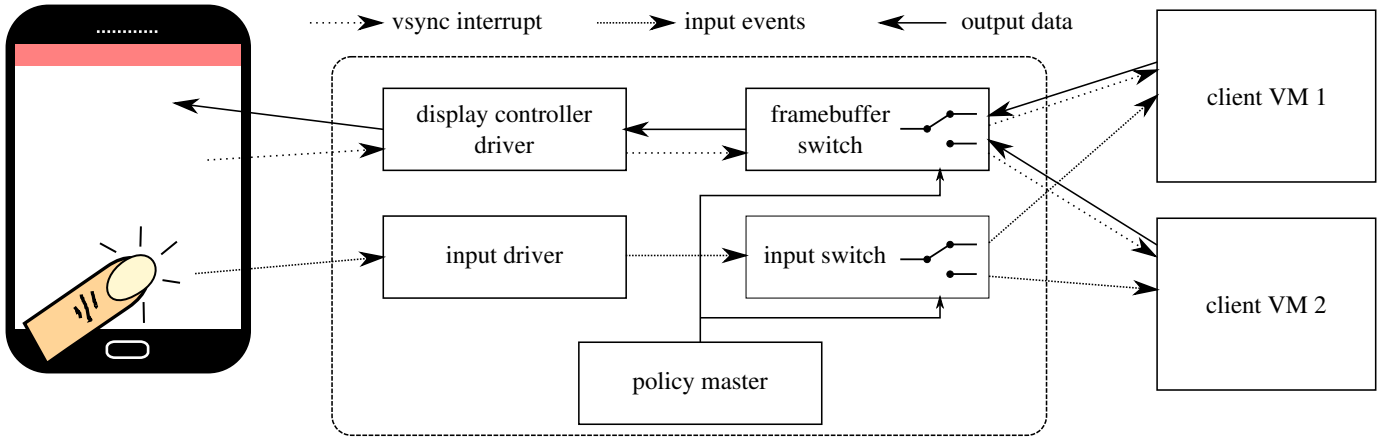 vsync interrupt
input events
output data
display controller
driver
framebuffer
switch
client VM 1
input driver
input switch
client VM 2
policy master